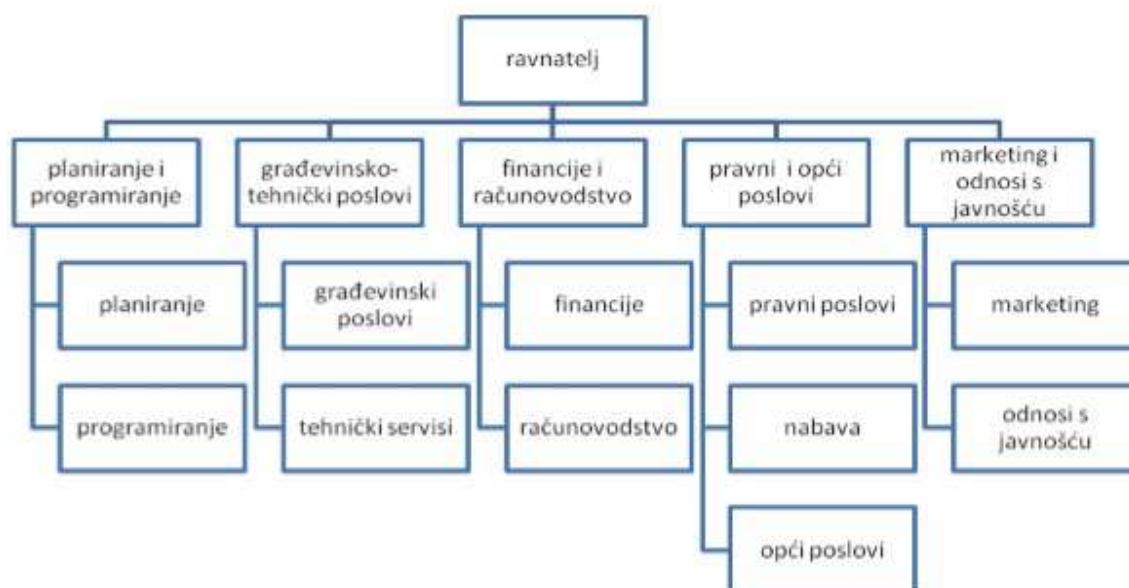 ravnatelj
planiranje i
programiranje
građevinsko-
tehnički poslovi
financije i
računovodstvo
pravni i opći
poslovi
marketing i
odnosi s
javnošću
planiranje
građevinski
poslovi
financije
pravni poslovi
marketing
programiranje
tehnički servisi
računovodstvo
nabava
odnosi s
javnošću
opći poslovi